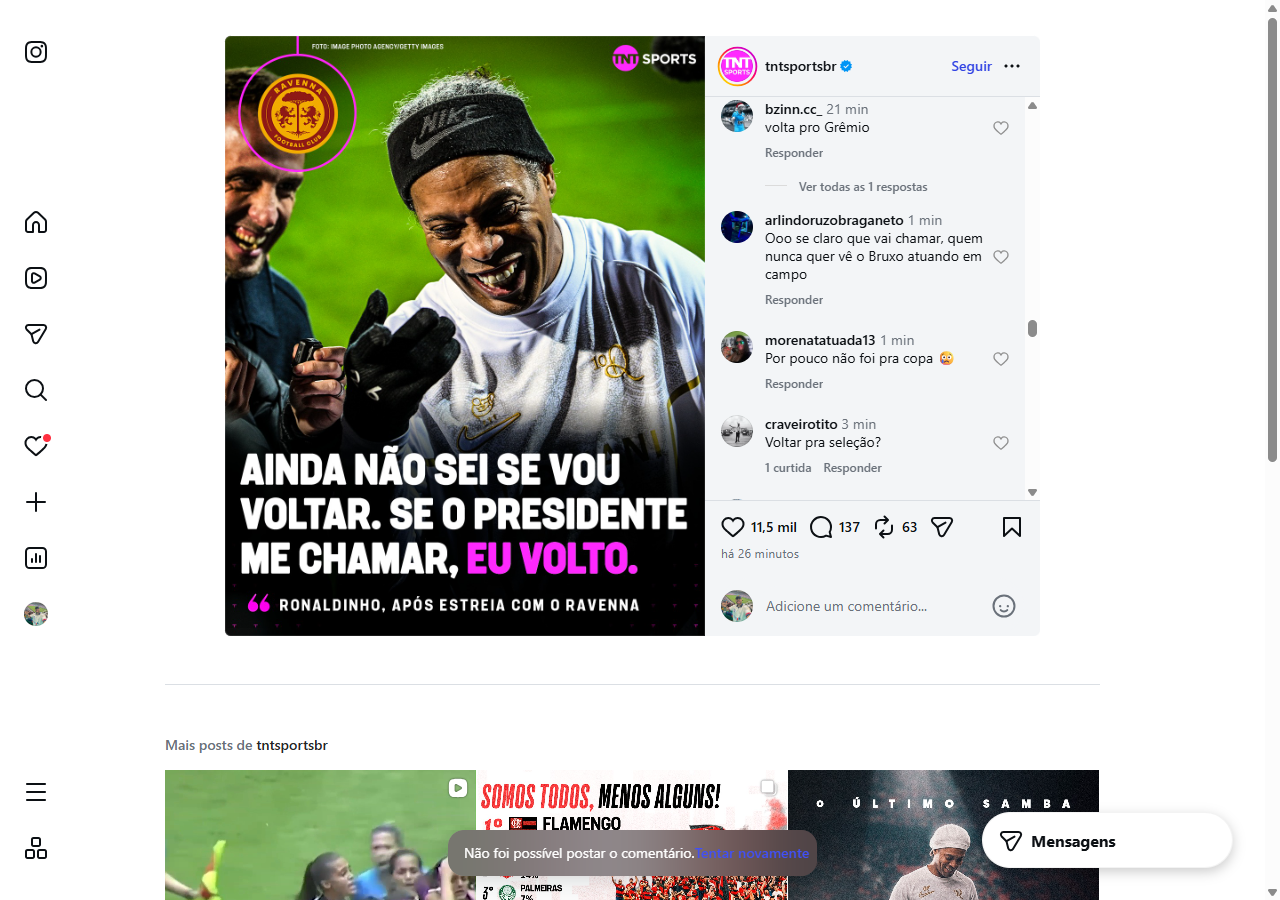 FOTO: IMAGE PHOTO AGENCY/GETTY IMAGES
TNT SPORTS
RAVENNA
FOOTBALL CLUB
NIKE
10
AINDA NÃO SEI SE VOU
VOLTAR. SE O PRESIDENTE
ME CHAMAR, EU VOLTO.
RONALDINHO, APÓS ESTREIA COM O RAVENNA
TNT
SPORTS
tntsportsbr
Seguir
bzinn.cc_ 21 min
volta pro Grêmio
Responder
Ver todas as 1 respostas
arlindoruzobraganeto 1 min
Ooo se claro que vai chamar, quem
nunca quer vê o Bruxo atuando em
campo
Responder
morenatatuada13 1 min
Por pouco não foi pra copa 🤪
Responder
craveirotito 3 min
Voltar pra seleção?
1 curtida Responder
11,5 mil 137 63
há 26 minutos
Adicione um comentário...
Mais posts de tntsportsbr
SOMOS TODOS, MENOS ALGUNS!
1º FLAMENGO
3º PALMEIRAS
7%
O ÚLTIMO SAMBA
Mensagens
Não foi possível postar o comentário. Tentar novamente